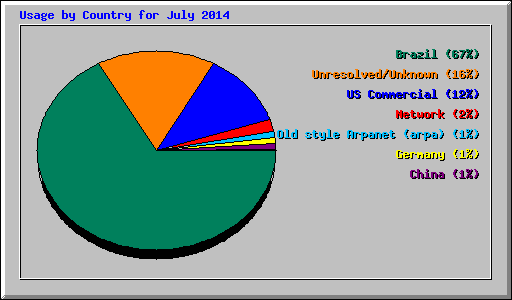 Usage by Country for July 2014
Brazil (67%)
Unresolved/Unknown (16%)
US Commercial (12%)
Network (2%)
Old style Arpanet (arpa) (1%)
Germany (1%)
China (1%)